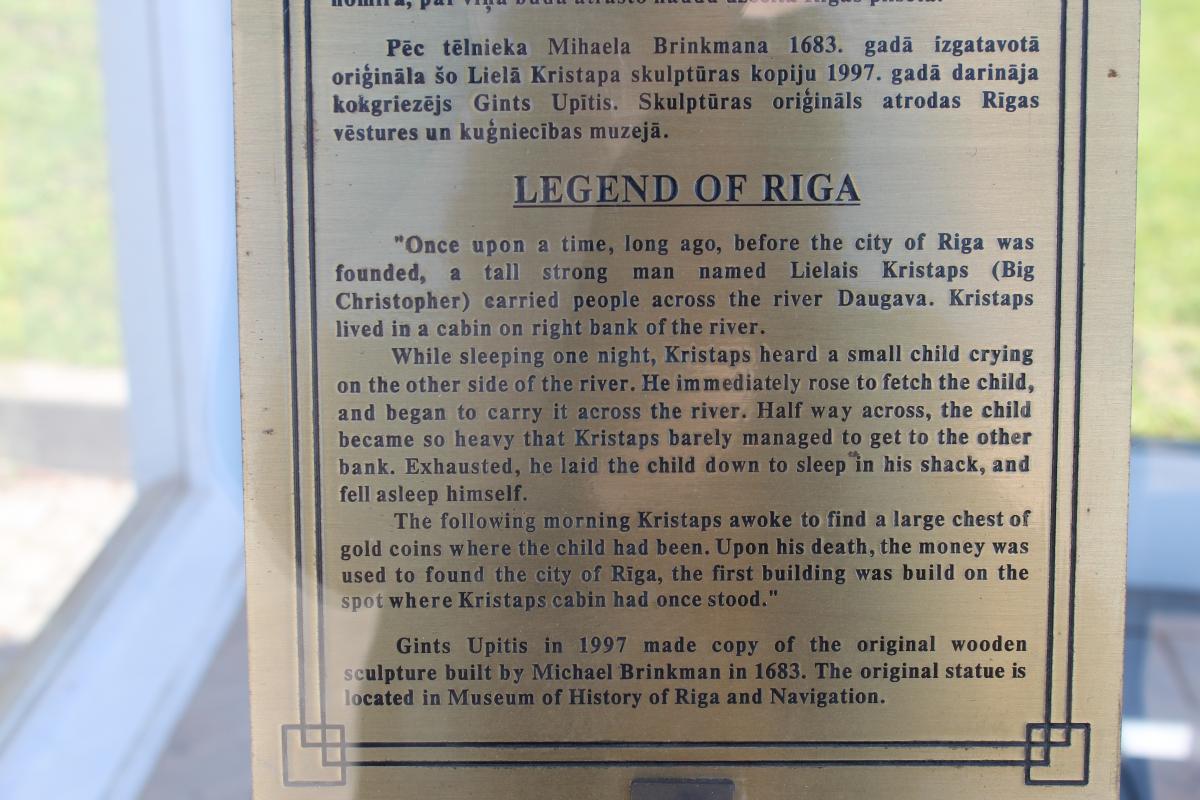 nomira, par viņa naudu
Pēc tēlnieka Mihaela Brinkmana 1683. gadā izgatavotā
oriģināla šo Lielā Kristapa skulptūras kopiju 1997. gadā darināja
kokgriezējs Gints Upītis. Skulptūras oriģināls atrodas Rīgas
vēstures un kuģniecības muzejā.
LEGEND OF RIGA
"Once upon a time, long ago, before the city of Riga was
founded, a tall strong man named Lielais Kristaps (Big
Christopher) carried people across the river Daugava. Kristaps
lived in a cabin on right bank of the river.
While sleeping one night, Kristaps heard a small child crying
on the other side of the river. He immediately rose to fetch the child,
and began to carry it across the river. Half way across, the child
became so heavy that Kristaps barely managed to get to the other
bank. Exhausted, he laid the child down to sleep in his shack, and
fell asleep himself.
The following morning Kristaps awoke to find a large chest of
gold coins where the child had been. Upon his death, the money was
used to found the city of Rīga, the first building was build on the
spot where Kristaps cabin had once stood."
Gints Upitis in 1997 made copy of the original wooden
sculpture built by Michael Brinkman in 1683. The original statue is
located in Museum of History of Riga and Navigation.